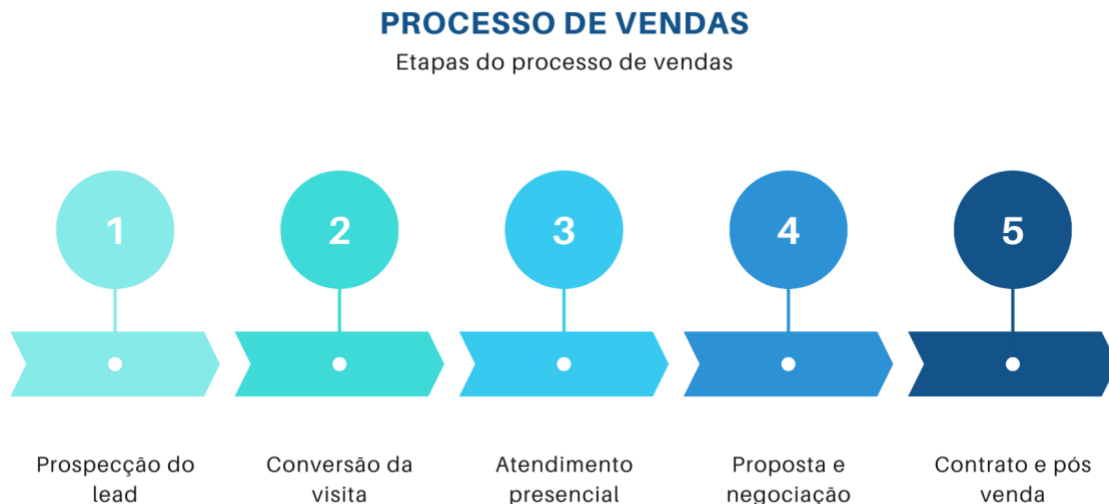 PROCESSO DE VENDAS
Etapas do processo de vendas
1
2
3
4
5
Prospecção do
lead
Conversão da
visita
Atendimento
presencial
Proposta e
negociação
Contrato e pós
venda